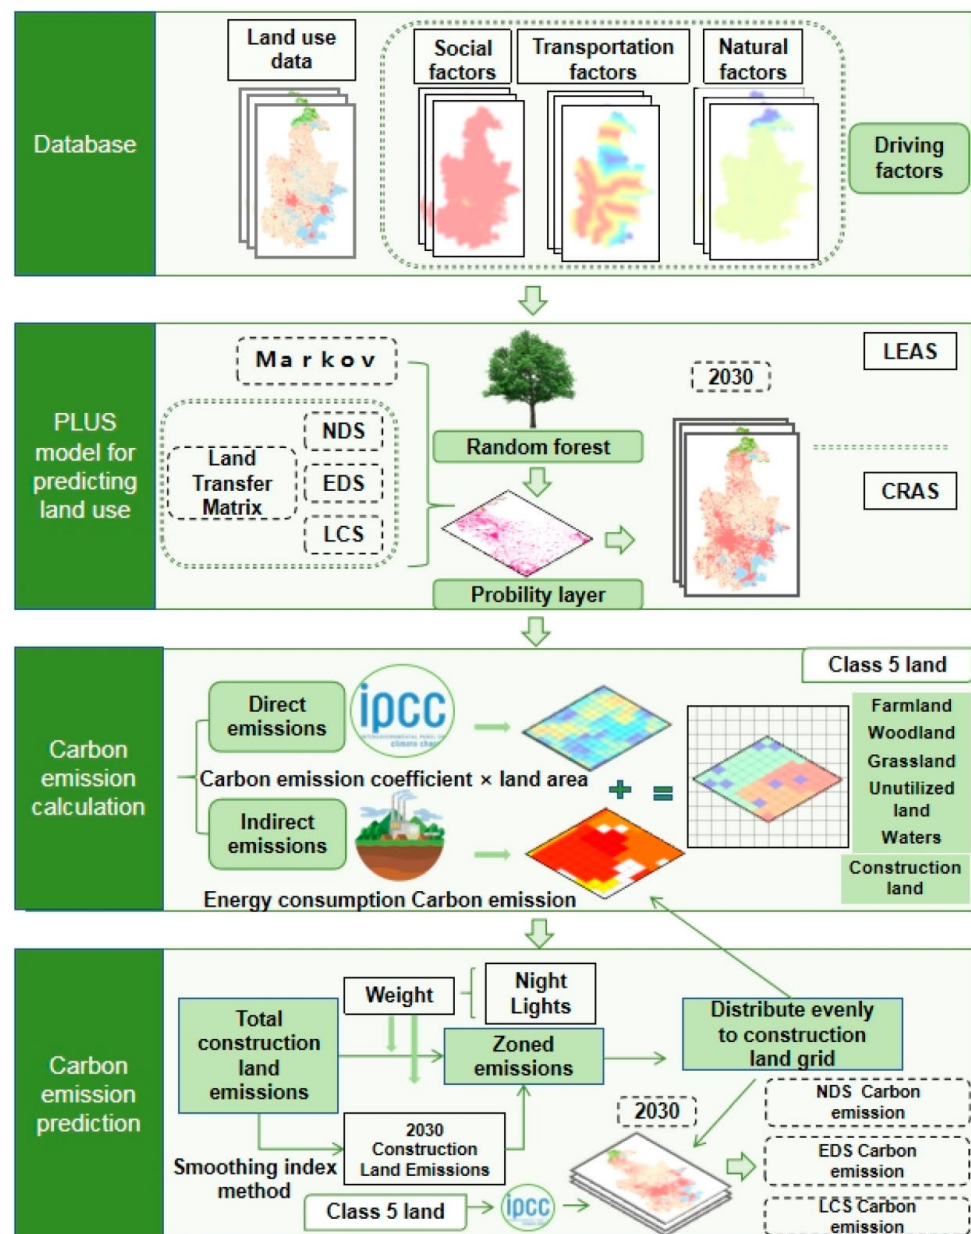 Database
Land use
data
Social
factors
Transportation
factors
Natural
factors
Driving
factors
PLUS
model for
predicting
land use
Markov
Land
Transfer
Matrix
NDS
EDS
LCS
Random forest
Probility layer
2030
LEAS
CRAS
Carbon
emission
calculation
Direct
emissions
ipcc
climate change
Carbon emission coefficient × land area
+ =
Indirect
emissions
Energy consumption Carbon emission
Class 5 land
Farmland
Woodland
Grassland
Unutilized
land
Waters
Construction
land
Carbon
emission
prediction
Weight
Night
Lights
Total
construction
land
emissions
Zoned
emissions
Distribute evenly
to construction
land grid
2030
Construction
Land Emissions
Smoothing index
method
Class 5 land
ipcc
2030
NDS Carbon
emission
EDS Carbon
emission
LCS Carbon
emission